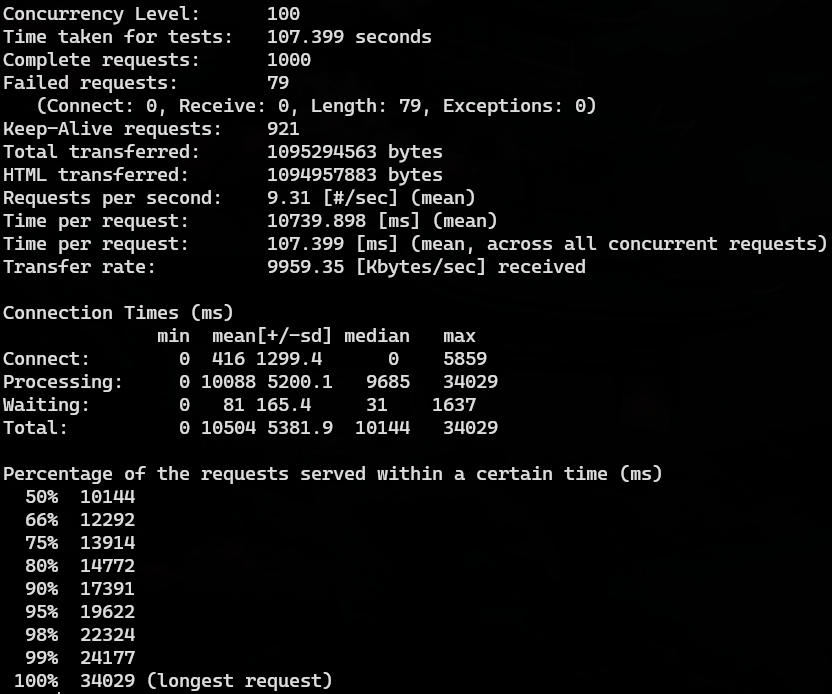 Concurrency Level:      100
Time taken for tests:   107.399 seconds
Complete requests:      1000
Failed requests:        79
   (Connect: 0, Receive: 0, Length: 79, Exceptions: 0)
Keep-Alive requests:    921
Total transferred:      1095294563 bytes
HTML transferred:       1094957883 bytes
Requests per second:    9.31 [#/sec] (mean)
Time per request:       10739.898 [ms] (mean)
Time per request:       107.399 [ms] (mean, across all concurrent requests)
Transfer rate:          9959.35 [Kbytes/sec] received

Connection Times (ms)
              min  mean[+/-sd] median   max
Connect:        0  416 1299.4      0    5859
Processing:     0 10088 5200.1   9685   34029
Waiting:        0   81 165.4     31    1637
Total:          0 10504 5381.9  10144   34029

Percentage of the requests served within a certain time (ms)
  50%  10144
  66%  12292
  75%  13914
  80%  14772
  90%  17391
  95%  19622
  98%  22324
  99%  24177
 100%  34029 (longest request)